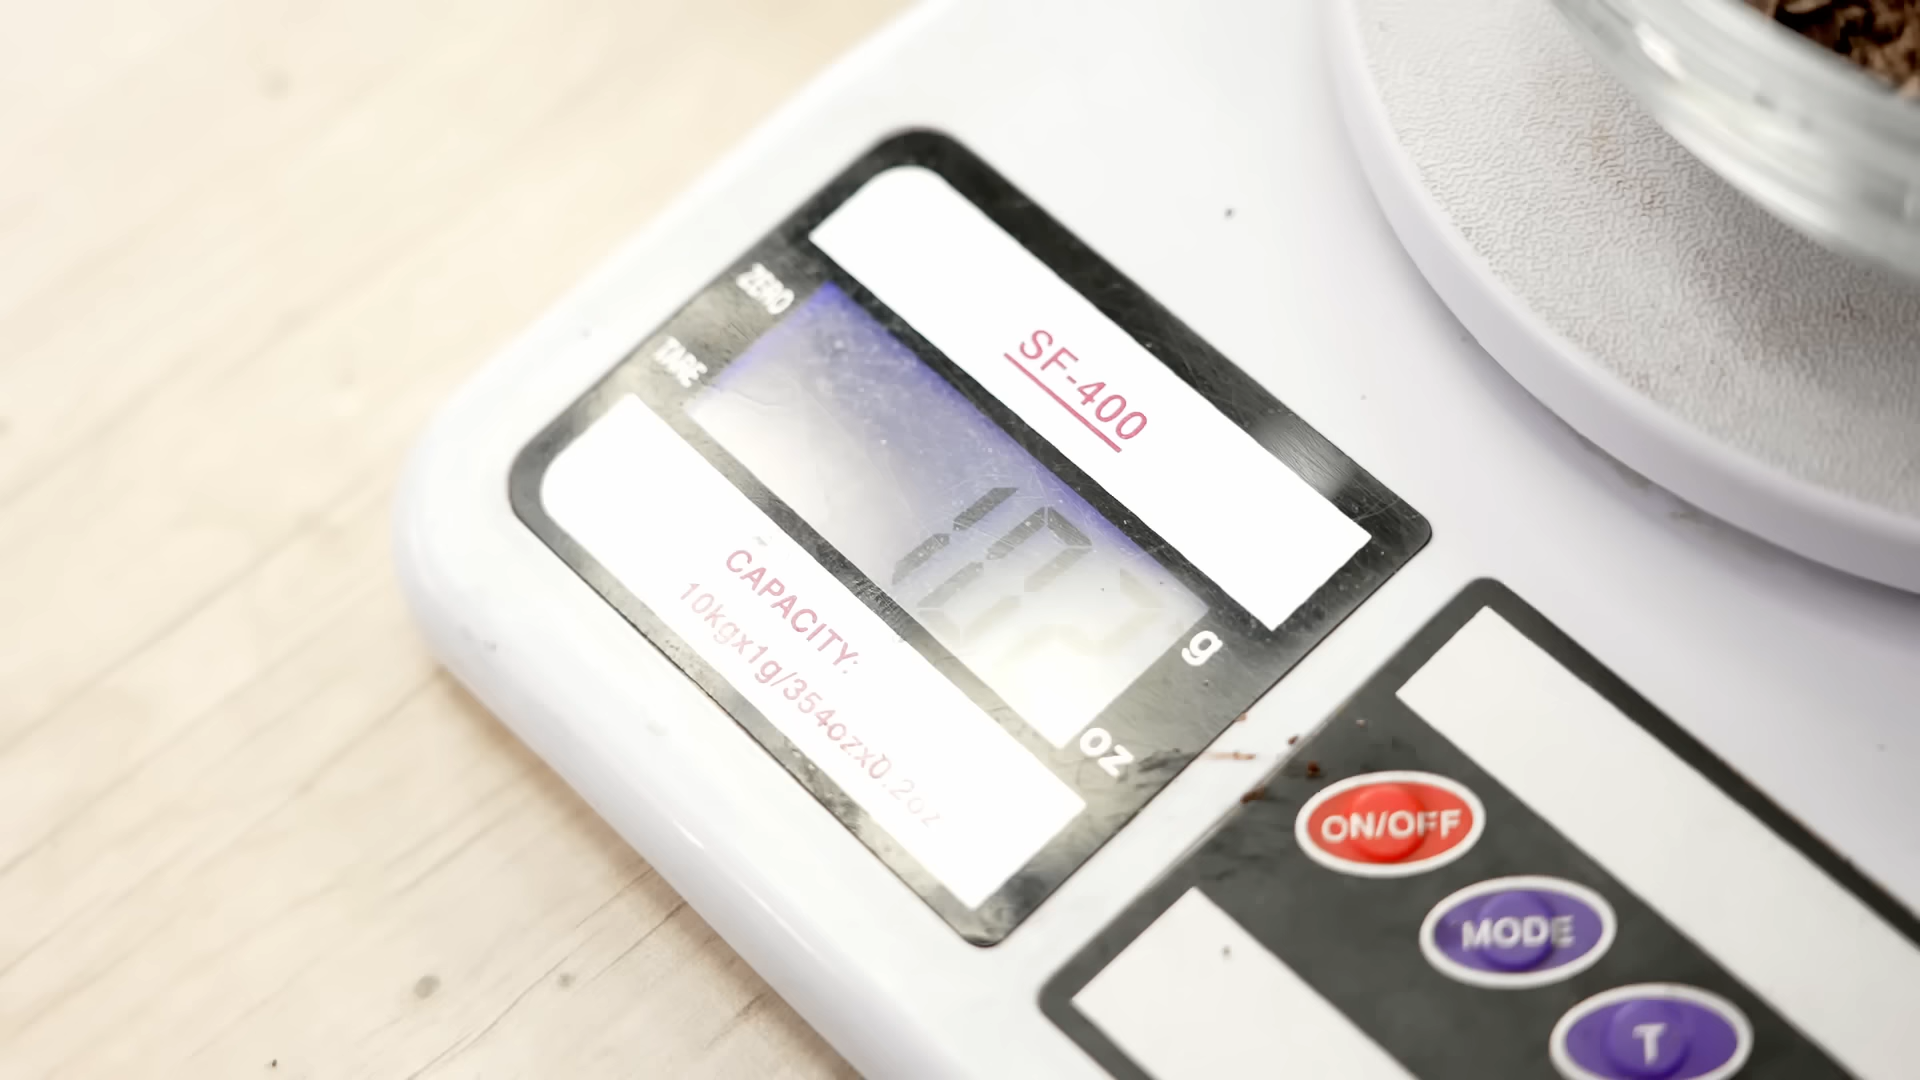 SF-400
ZERO
TARE
g
oz
CAPACITY:
10kgx1g/354ozx0.2oz
ON/OFF
MODE
T